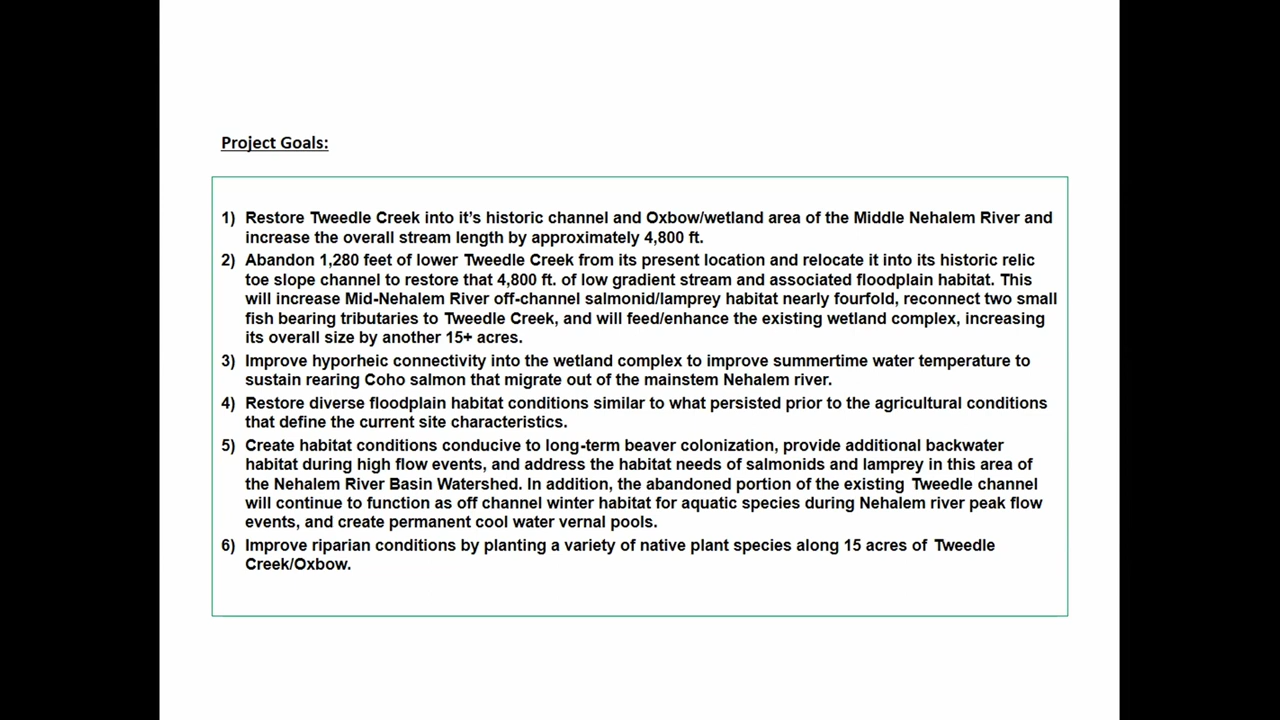 Project Goals:
1) Restore Tweedle Creek into it's historic channel and Oxbow/wetland area of the Middle Nehalem River and
increase the overall stream length by approximately 4,800 ft.
2) Abandon 1,280 feet of lower Tweedle Creek from its present location and relocate it into its historic relic
toe slope channel to restore that 4,800 ft. of low gradient stream and associated floodplain habitat. This
will increase Mid-Nehalem River off-channel salmonid/lamprey habitat nearly fourfold, reconnect two small
fish bearing tributaries to Tweedle Creek, and will feed/enhance the existing wetland complex, increasing
its overall size by another 15+ acres.
3) Improve hyporheic connectivity into the wetland complex to improve summertime water temperature to
sustain rearing Coho salmon that migrate out of the mainstem Nehalem river.
4) Restore diverse floodplain habitat conditions similar to what persisted prior to the agricultural conditions
that define the current site characteristics.
5) Create habitat conditions conducive to long-term beaver colonization, provide additional backwater
habitat during high flow events, and address the habitat needs of salmonids and lamprey in this area of
the Nehalem River Basin Watershed. In addition, the abandoned portion of the existing Tweedle channel
will continue to function as off channel winter habitat for aquatic species during Nehalem river peak flow
events, and create permanent cool water vernal pools.
6) Improve riparian conditions by planting a variety of native plant species along 15 acres of Tweedle
Creek/Oxbow.